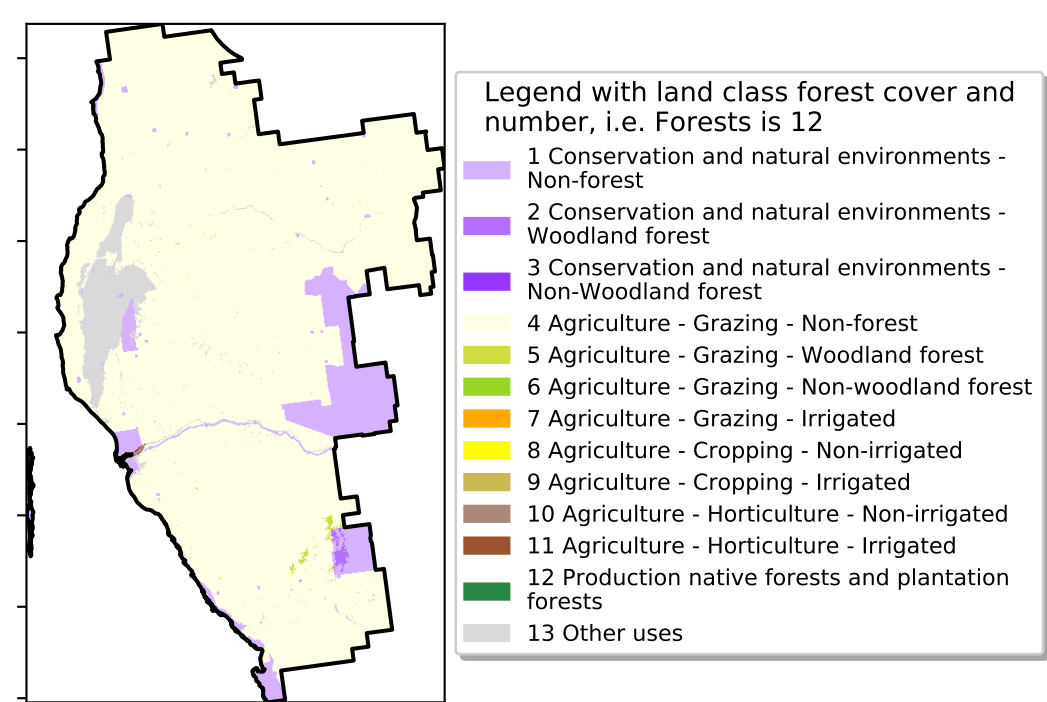 Legend with land class forest cover and
number, i.e. Forests is 12
1 Conservation and natural environments -
Non-forest
2 Conservation and natural environments -
Woodland forest
3 Conservation and natural environments -
Non-Woodland forest
4 Agriculture - Grazing - Non-forest
5 Agriculture - Grazing - Woodland forest
6 Agriculture - Grazing - Non-woodland forest
7 Agriculture - Grazing - Irrigated
8 Agriculture - Cropping - Non-irrigated
9 Agriculture - Cropping - Irrigated
10 Agriculture - Horticulture - Non-irrigated
11 Agriculture - Horticulture - Irrigated
12 Production native forests and plantation
forests
13 Other uses